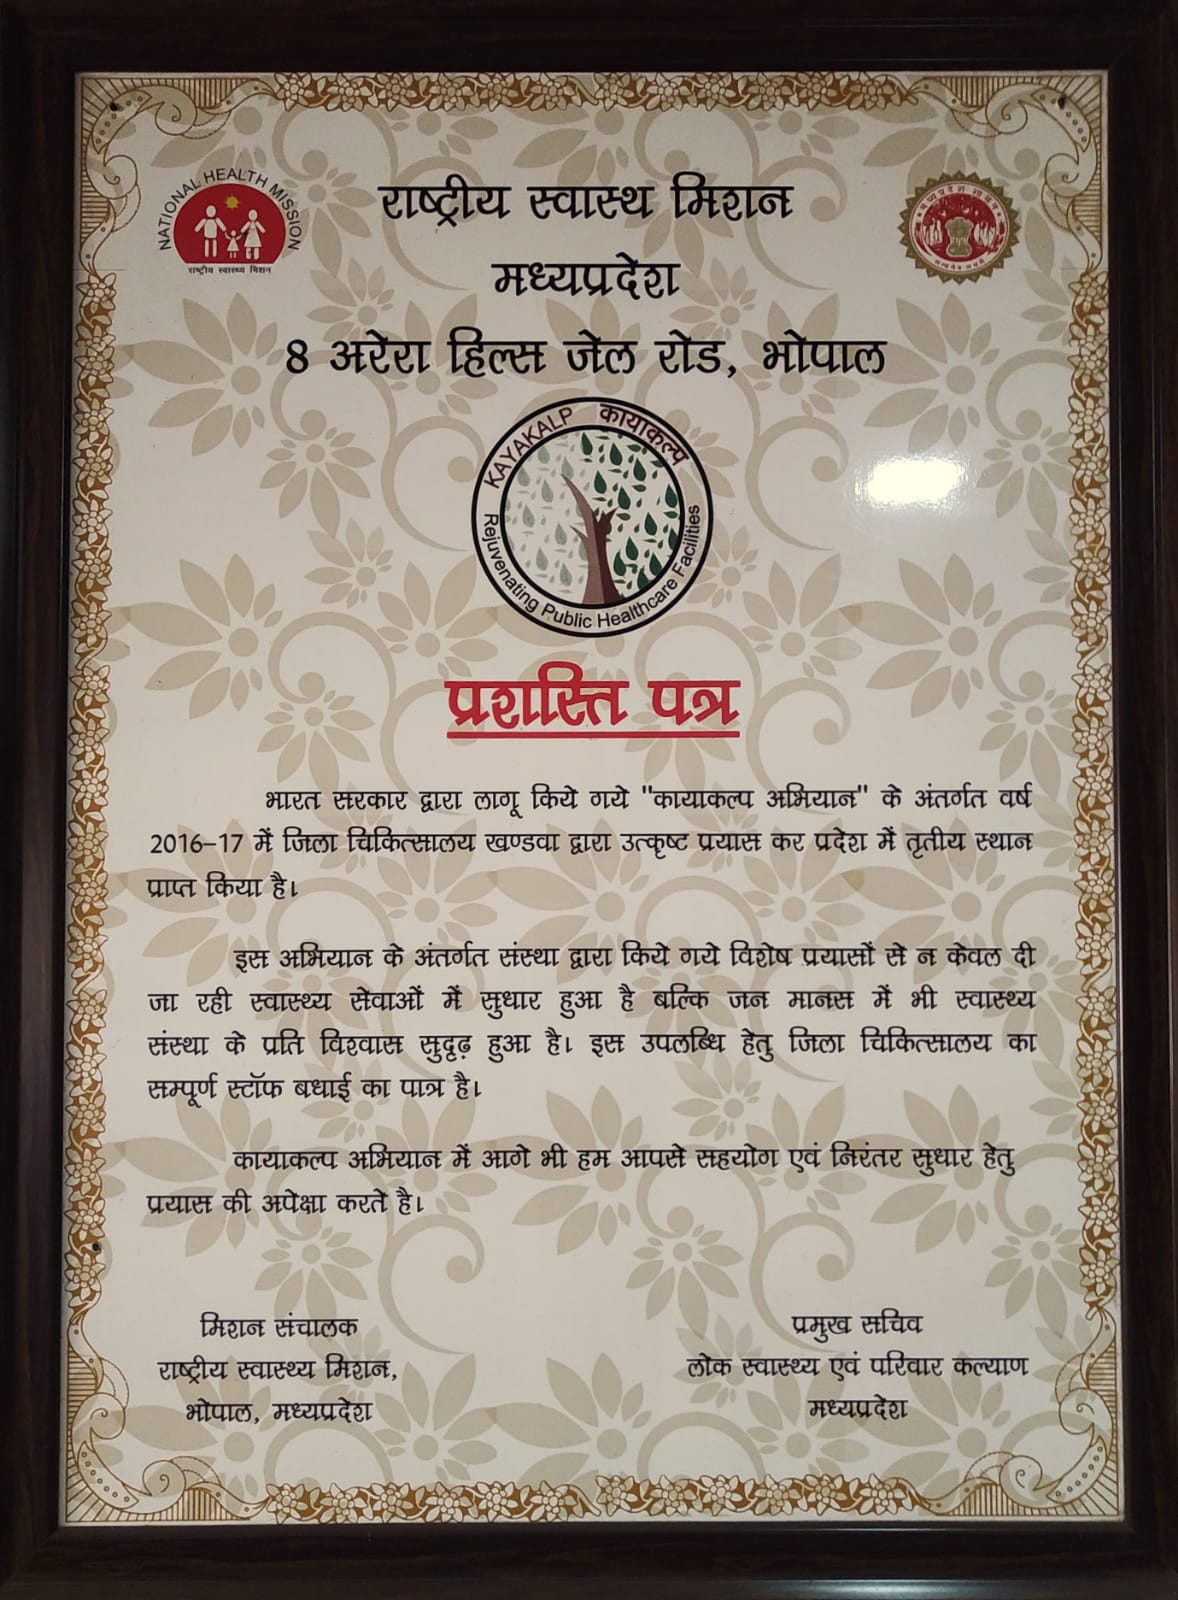 NATIONAL HEALTH MISSION
राष्ट्रीय स्वास्थ्य मिशन
राष्ट्रीय स्वास्थ मिशन
मध्यप्रदेश
8 अरेरा हिल्स जेल रोड, भोपाल
KAYAKALP कायाकल्प
Rejuvenating Public Healthcare Facilities
प्रशस्ति पत्र
भारत सरकार द्वारा लागू किये गये "कायाकल्प अभियान" के अंतर्गत वर्ष
2016-17 में जिला चिकित्सालय खण्डवा द्वारा उत्कृष्ट प्रयास कर प्रदेश में तृतीय स्थान
प्राप्त किया है।
इस अभियान के अंतर्गत संस्था द्वारा किये गये विशेष प्रयासों से न केवल दी
जा रही स्वास्थ्य सेवाओं में सुधार हुआ है बल्कि जन मानस में भी स्वास्थ्य
संस्था के प्रति विश्वास सुदृढ़ हुआ है। इस उपलब्धि हेतु जिला चिकित्सालय का
सम्पूर्ण स्टॉफ बधाई का पात्र है।
कायाकल्प अभियान में आगे भी हम आपसे सहयोग एवं निरंतर सुधार हेतु
प्रयास की अपेक्षा करते है।
मिशन संचालक
राष्ट्रीय स्वास्थ्य मिशन,
भोपाल, मध्यप्रदेश
प्रमुख सचिव
लोक स्वास्थ्य एवं परिवार कल्याण
मध्यप्रदेश